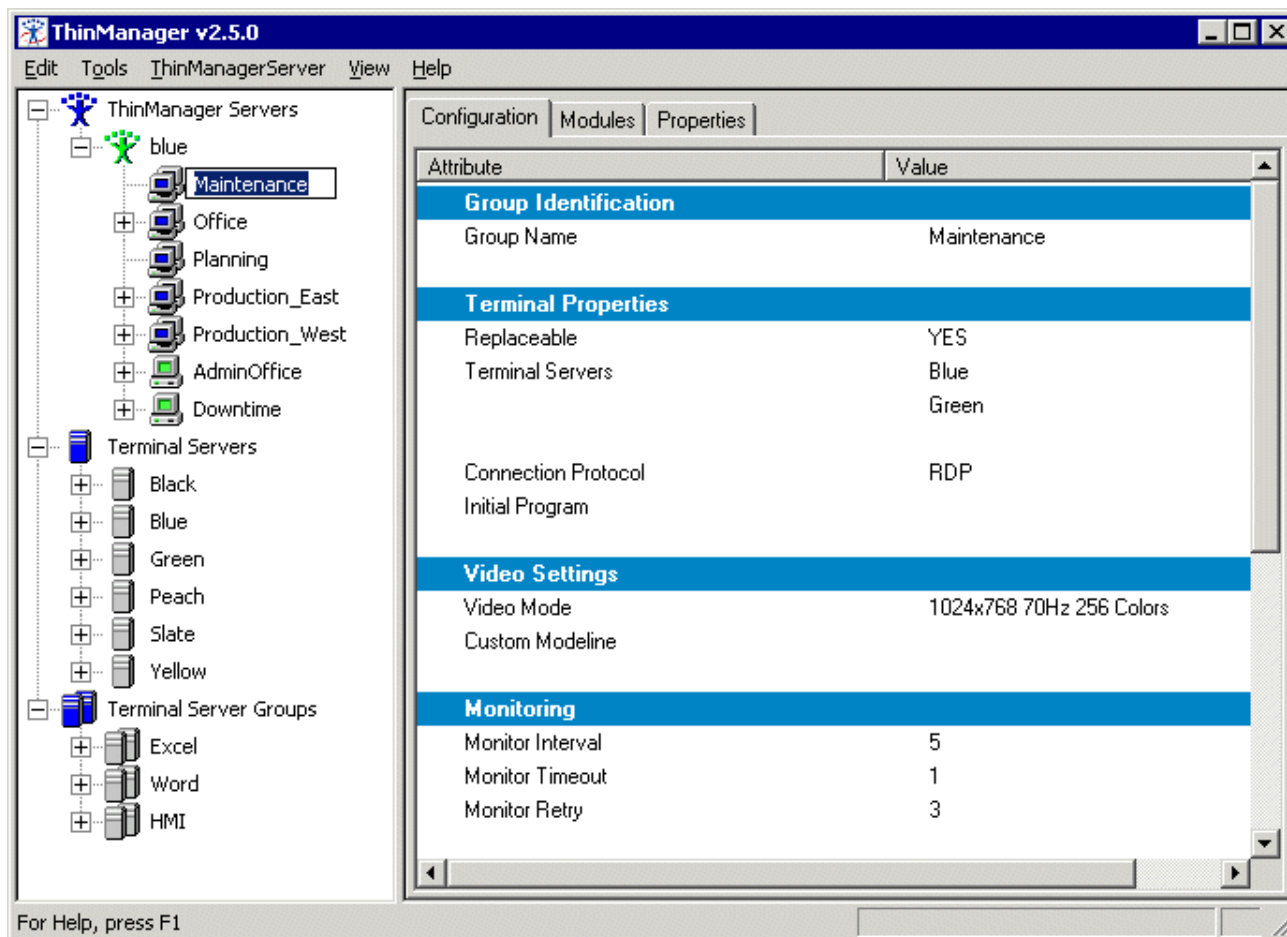 ThinManager v2.5.0
Edit Tools ThinManagerServer View Help
ThinManager Servers
blue
Maintenance
Office
Planning
Production_East
Production_West
AdminOffice
Downtime
Terminal Servers
Black
Blue
Green
Peach
Slate
Yellow
Terminal Server Groups
Excel
Word
HMI
Configuration Modules Properties
Attribute Value
Group Identification
Group Name Maintenance
Terminal Properties
Replaceable YES
Terminal Servers Blue
Green
Connection Protocol RDP
Initial Program
Video Settings
Video Mode 1024x768 70Hz 256 Colors
Custom Modeline
Monitoring
Monitor Interval 5
Monitor Timeout 1
Monitor Retry 3
For Help, press F1